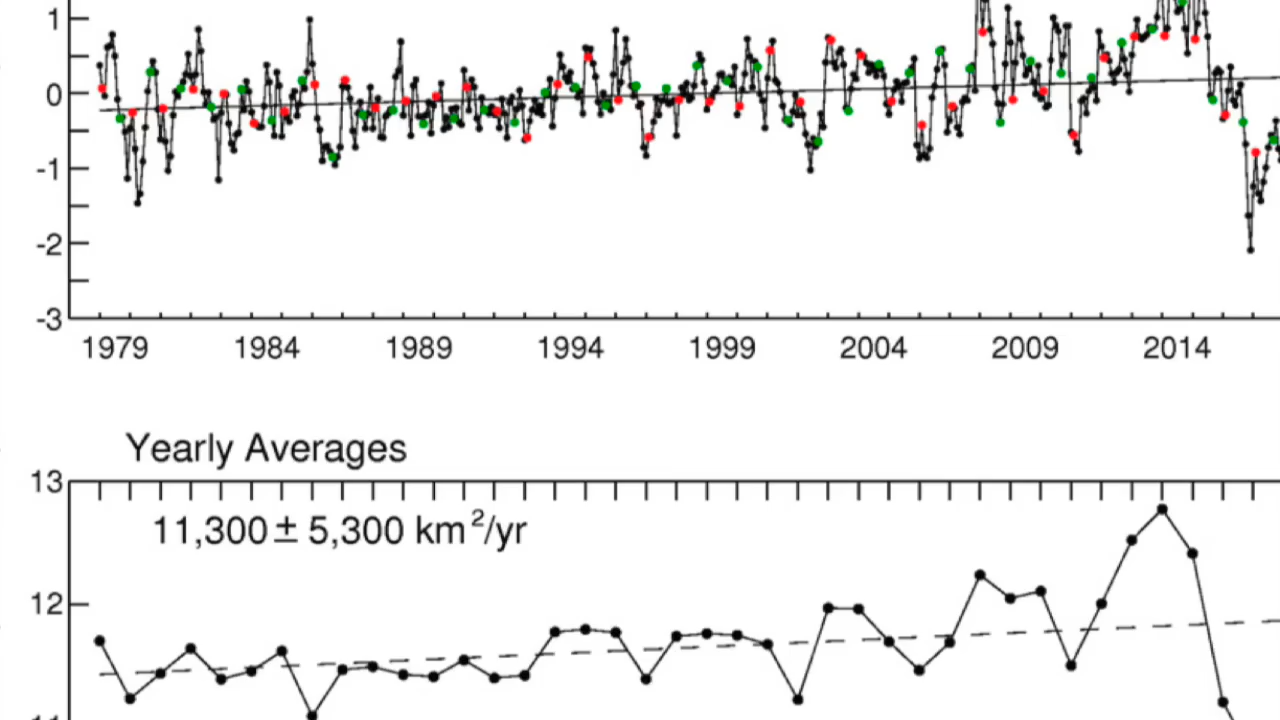 1
0
-1
-2
-3
1979 1984 1989 1994 1999 2004 2009 2014
Yearly Averages
13
11,300 ± 5,300 km²/yr
12